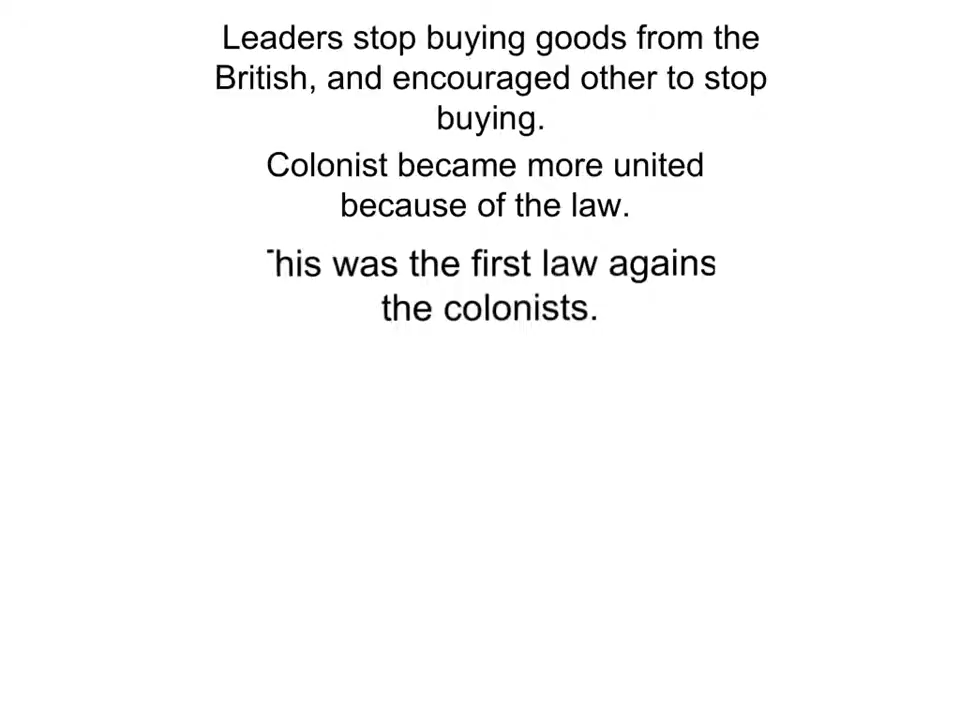 Leaders stop buying goods from the
British, and encouraged other to stop
buying.
Colonist became more united
because of the law.
This was the first law agains
the colonists.